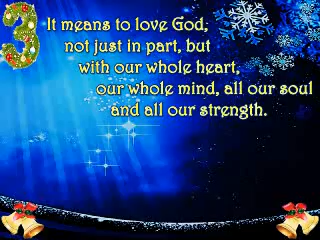 3
It means to love God,
not just in part, but
with our whole heart,
our whole mind, all our soul
and all our strength.